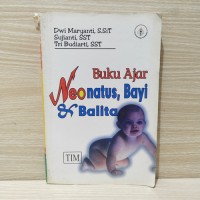 Dwi Maryanti, S.SiT
Sujianti, SST
Tri Budiarti, SST
Buku Ajar
Neonatus, Bayi
& Balita
TIM